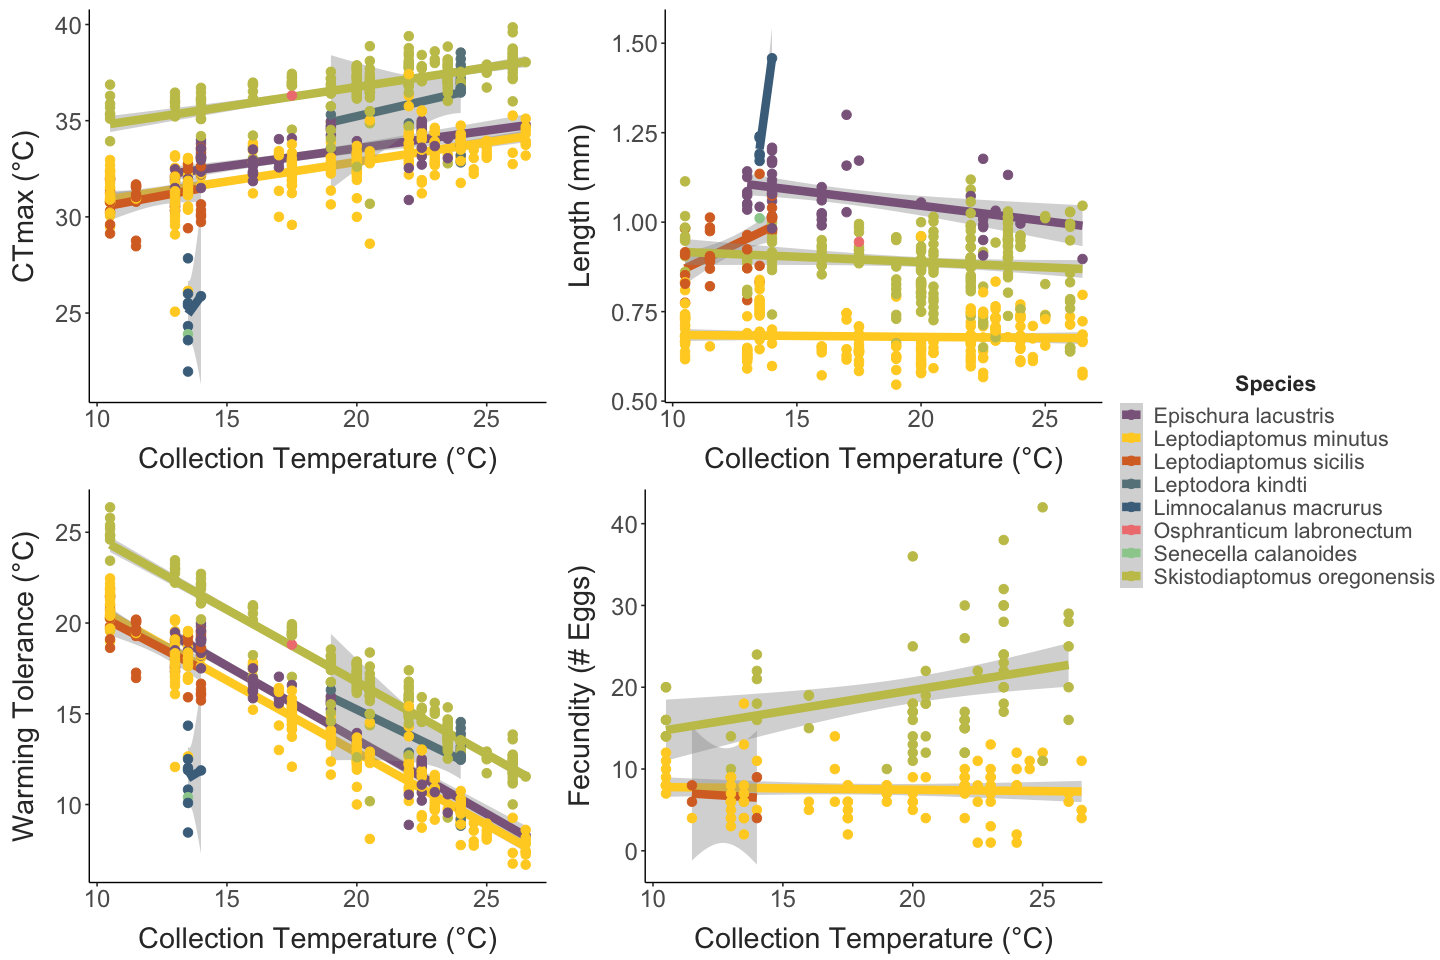 40
35
30
25
10
15
20
25
CTmax (°C)
Collection Temperature (°C)
1.50
1.25
1.00
0.75
0.50
10
15
20
25
Length (mm)
Collection Temperature (°C)
25
20
15
10
10
15
20
25
Warming Tolerance (°C)
Collection Temperature (°C)
40
30
20
10
0
10
15
20
25
Fecundity (# Eggs)
Collection Temperature (°C)
Species
Epischura lacustris
Leptodiaptomus minutus
Leptodiaptomus sicilis
Leptodora kindti
Limnocalanus macrurus
Osphranticum labronectum
Senecella calanoides
Skistodiaptomus oregonensis